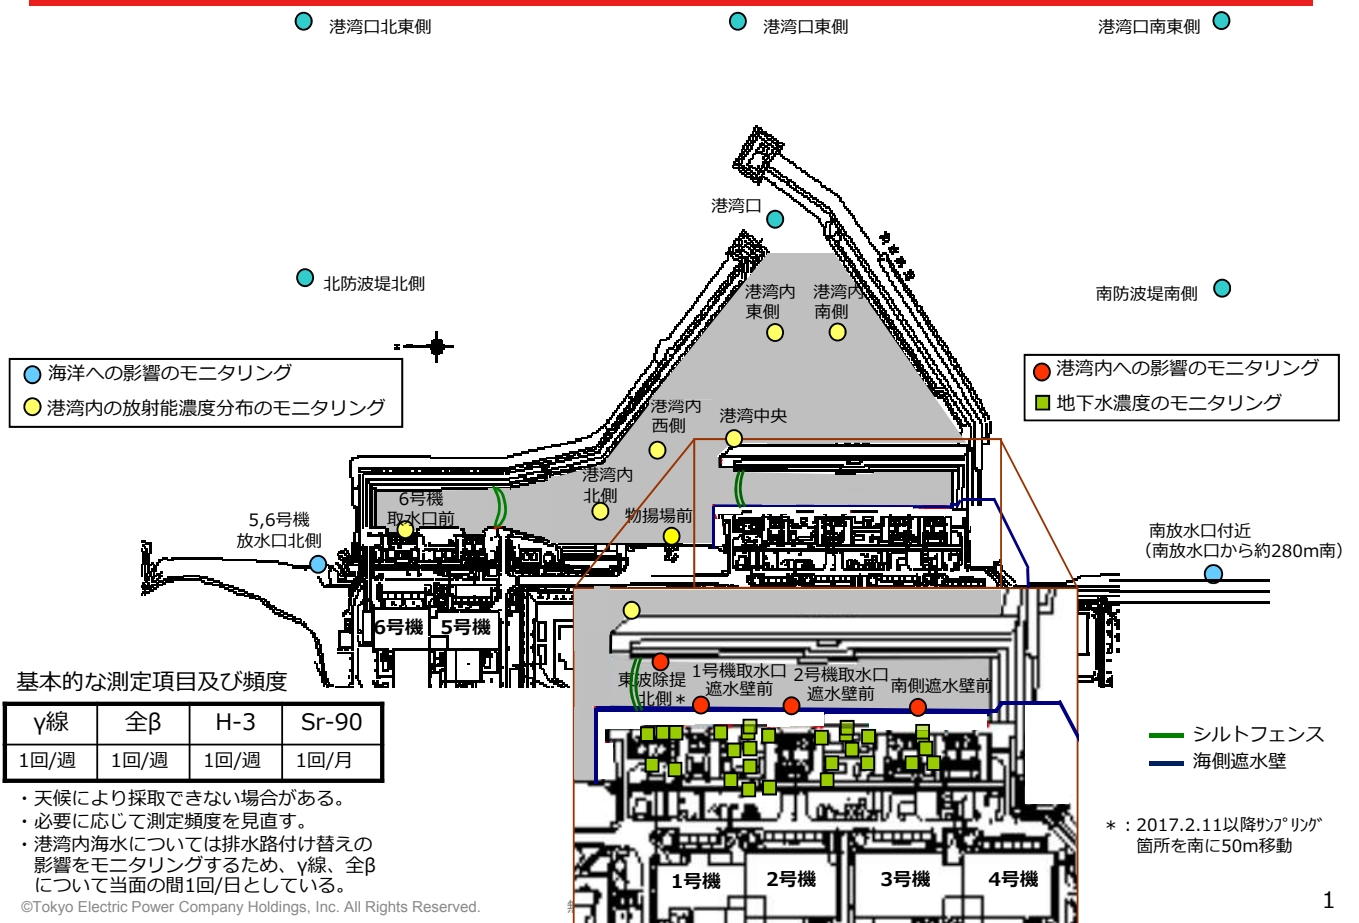 港湾口北東側
港湾口東側
港湾口南東側
港湾口
北防波堤北側
港湾内
東側
港湾内
南側
南防波堤南側
海洋への影響のモニタリング
港湾内の放射能濃度分布のモニタリング
港湾内への影響のモニタリング
地下水濃度のモニタリング
港湾内
西側
港湾中央
港湾内
北側
6号機
取水口前
物揚場前
5,6号機
放水口北側
南放水口付近
（南放水口から約280m南）
6号機
5号機
東波除堤
北側＊
1号機取水口
遮水壁前
2号機取水口
遮水壁前
南側遮水壁前
基本的な測定項目及び頻度
γ線 全β H-3 Sr-90
1回/週 1回/週 1回/週 1回/月
・天候により採取できない場合がある。
・必要に応じて測定頻度を見直す。
・港湾内海水については排水路付け替えの
影響をモニタリングするため、γ線、全β
について当面の間1回/日としている。
シルトフェンス
海側遮水壁
＊：2017.2.11以降ｻﾝﾌﾟﾘﾝｸﾞ
箇所を南に50m移動
1号機
2号機
3号機
4号機
©Tokyo Electric Power Company Holdings, Inc. All Rights Reserved.
1